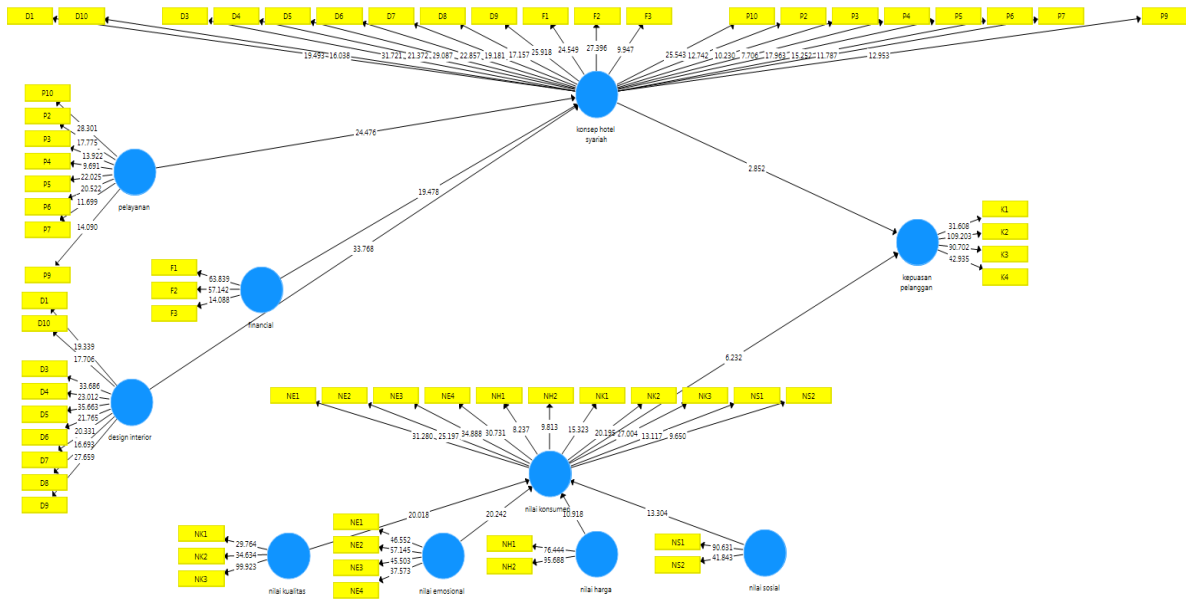 D1 D10 D3 D4 D5 D6 D7 D8 D9 F1 F2 F3 P10 P2 P3 P4 P5 P6 P7 P9
19.493 16.038 31.721 21.372 29.087 22.857 19.181 17.157 25.918 24.549 27.396 9.947 25.543 12.742 10.230 7.706 17.963 15.252 11.787 12.953
konsep hotel
syariah
P10
P2
P3
P4
P5
P6
P7
P9
28.301
17.775
13.922
9.691
22.025
20.522
11.699
14.090
pelayanan
24.476
19.478
33.768
2.852
F1
F2
F3
63.839
57.142
14.088
financial
K1
K2
K3
K4
31.608
109.203
90.702
42.935
kepuasan
pelanggan
D1
D10
D3
D4
D5
D6
D7
D8
D9
19.339
17.706
33.686
23.012
35.663
21.765
20.331
16.693
27.659
design interior
6.232
NE1 NE2 NE3 NE4 NH1 NH2 NK1 NK2 NK3 NS1 NS2
31.280 25.197 34.888 30.731 8.237 9.813 15.323 20.195 27.004 13.117 9.650
nilai konsumen
20.018 20.242 10.918 13.304
NK1
NK2
NK3
29.764
34.634
99.923
nilai kualitas
NE1
NE2
NE3
NE4
46.552
57.145
45.503
37.573
nilai emosional
NH1
NH2
76.444
95.688
nilai harga
NS1
NS2
90.631
41.843
nilai sosial